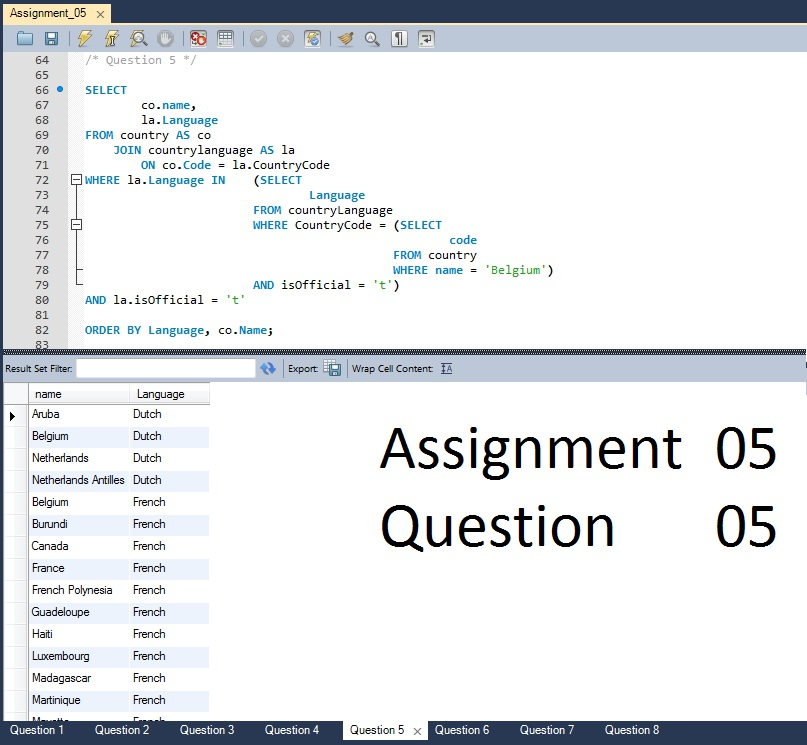 Assignment_05
64 /* Question 5 */
65
66 SELECT
67 co.name,
68 la.Language
69 FROM country AS co
70 JOIN countrylanguage AS la
71 ON co.Code = la.CountryCode
72 WHERE la.Language IN (SELECT
73 Language
74 FROM countryLanguage
75 WHERE CountryCode = (SELECT
76 code
77 FROM country
78 WHERE name = 'Belgium')
79 AND isOfficial = 't')
80 AND la.isOfficial = 't'
81
82 ORDER BY Language, co.Name;
83
Result Set Filter: Export: Wrap Cell Content:
name Language
Aruba Dutch
Belgium Dutch
Netherlands Dutch
Netherlands Antilles Dutch
Belgium French
Burundi French
Canada French
France French
French Polynesia French
Guadeloupe French
Haiti French
Luxembourg French
Madagascar French
Martinique French
Assignment 05
Question 05
Question 1 Question 2 Question 3 Question 4 Question 5 Question 6 Question 7 Question 8